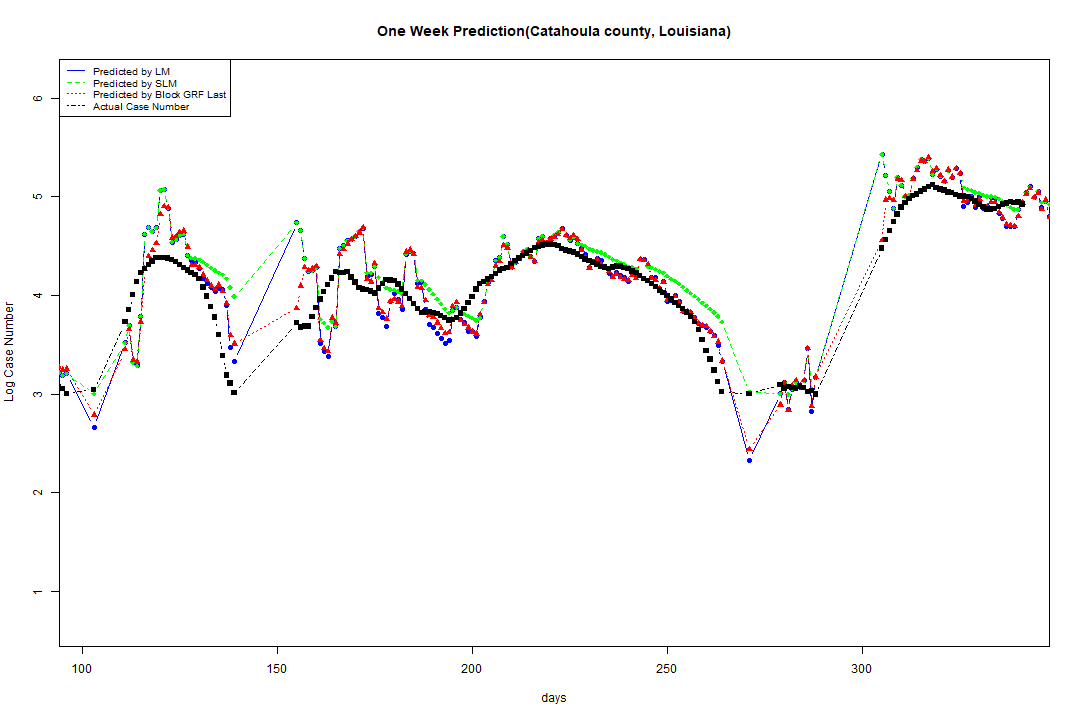 One Week Prediction(Catahoula county, Louisiana)
Predicted by LM
Predicted by SLM
Predicted by Block GRF Last
Actual Case Number
Log Case Number
6
5
4
3
2
1
100 150 200 250 300
days